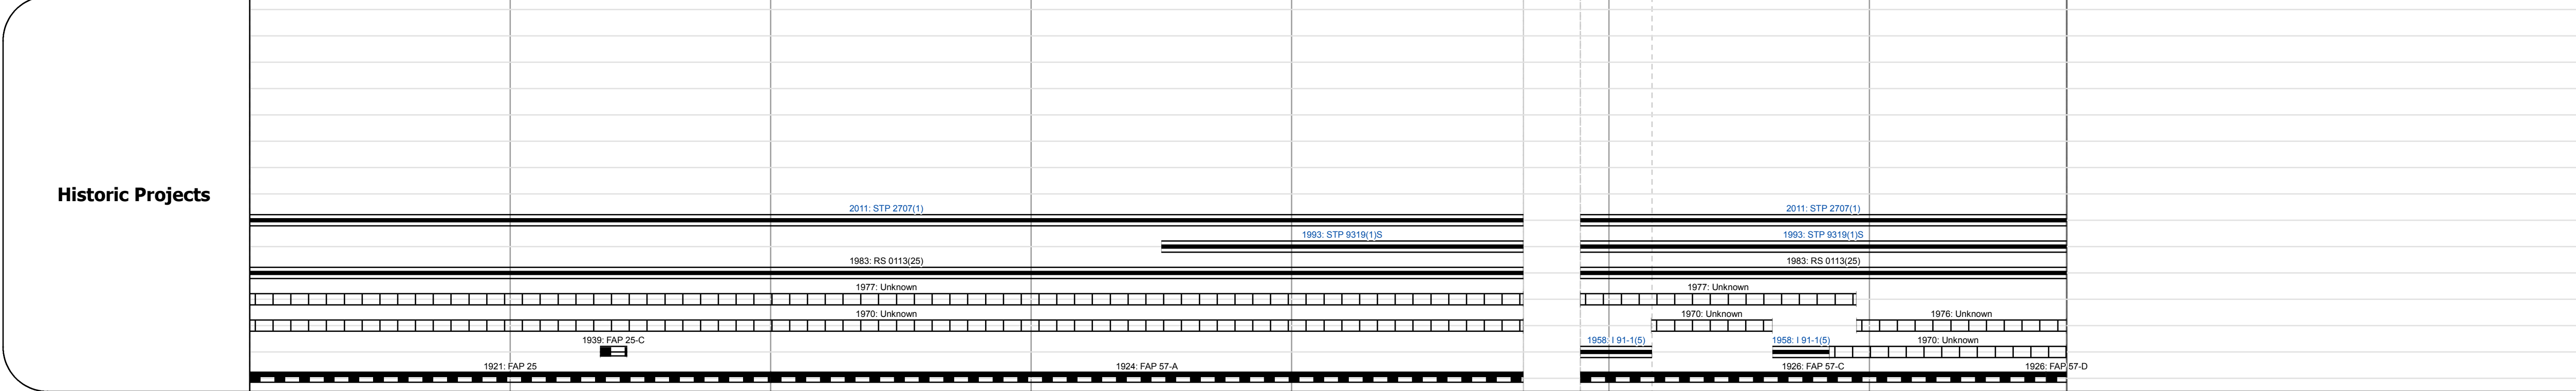 Historic Projects
2011: STP 2707(1) 2011: STP 2707(1)
1993: STP 9319(1)S 1993: STP 9319(1)S
1983: RS 0113(25) 1983: RS 0113(25)
1977: Unknown 1977: Unknown
1970: Unknown 1970: Unknown 1976: Unknown
1939: FAP 25-C 1958: I 91-1(5) 1958: I 91-1(5) 1970: Unknown
1921: FAP 25 1924: FAP 57-A 1926: FAP 57-C 1926: FAP 57-D